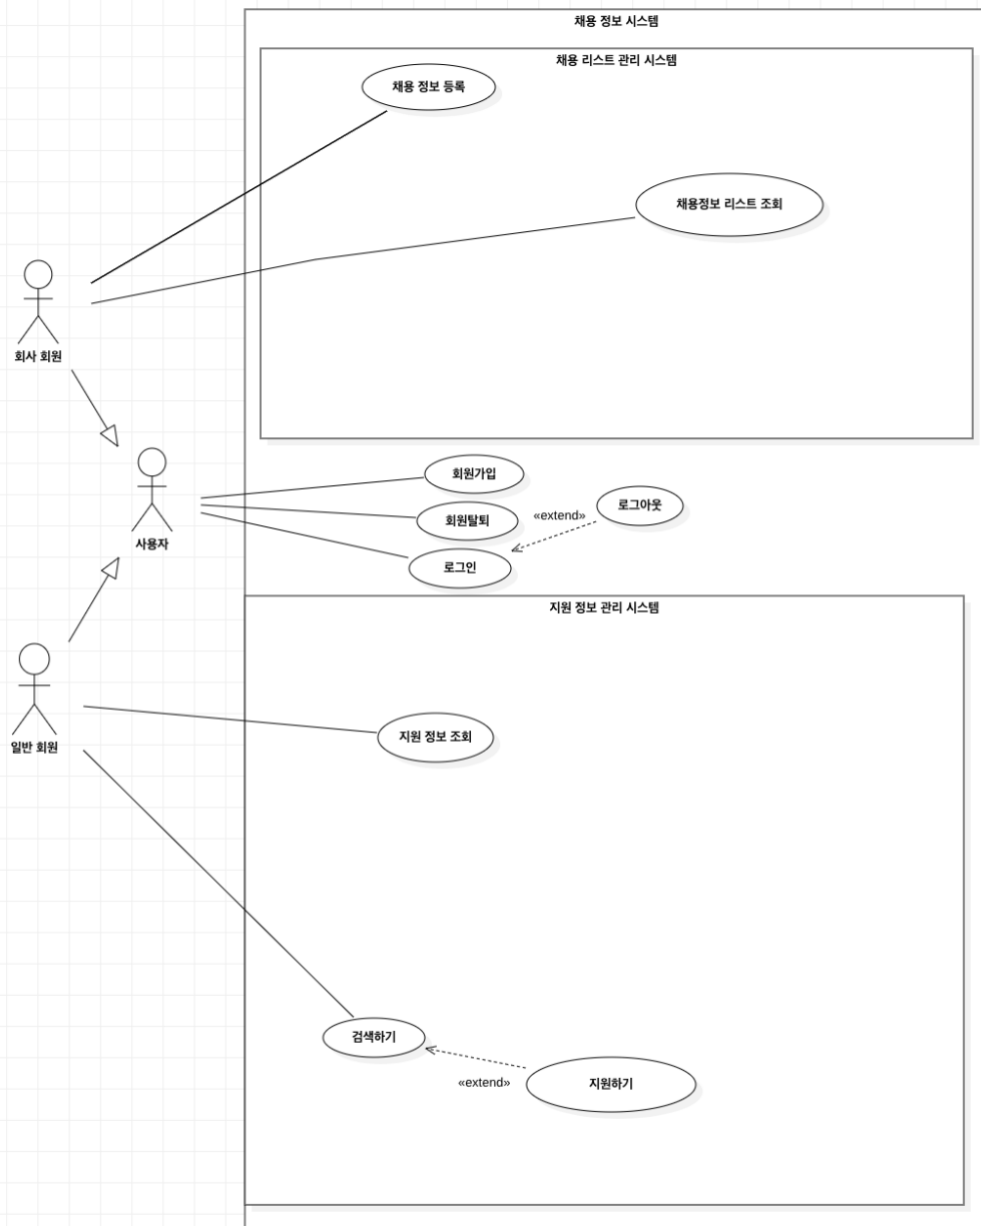 채용 정보 시스템
채용 리스트 관리 시스템
채용 정보 등록
채용정보 리스트 조회
회사 회원
사용자
회원가입
회원탈퇴
«extend»
로그아웃
로그인
지원 정보 관리 시스템
일반 회원
지원 정보 조회
검색하기
«extend»
지원하기